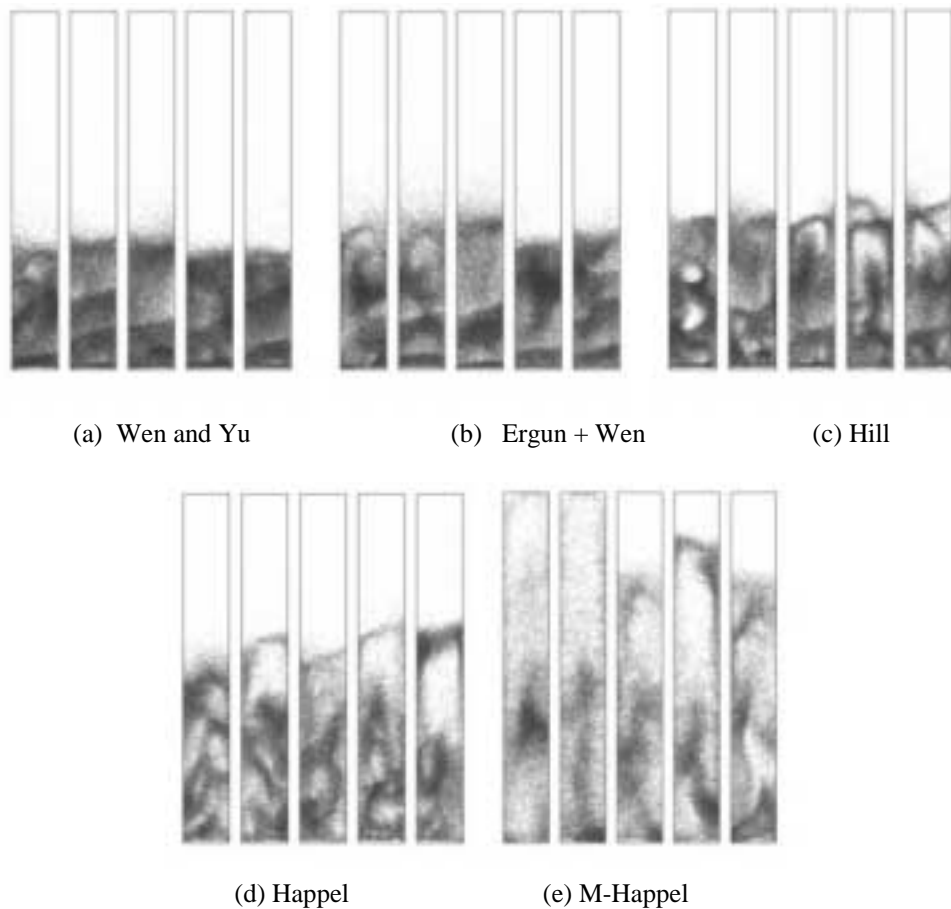 (a) Wen and Yu
(b) Ergun + Wen
(c) Hill
(d) Happel
(e) M-Happel